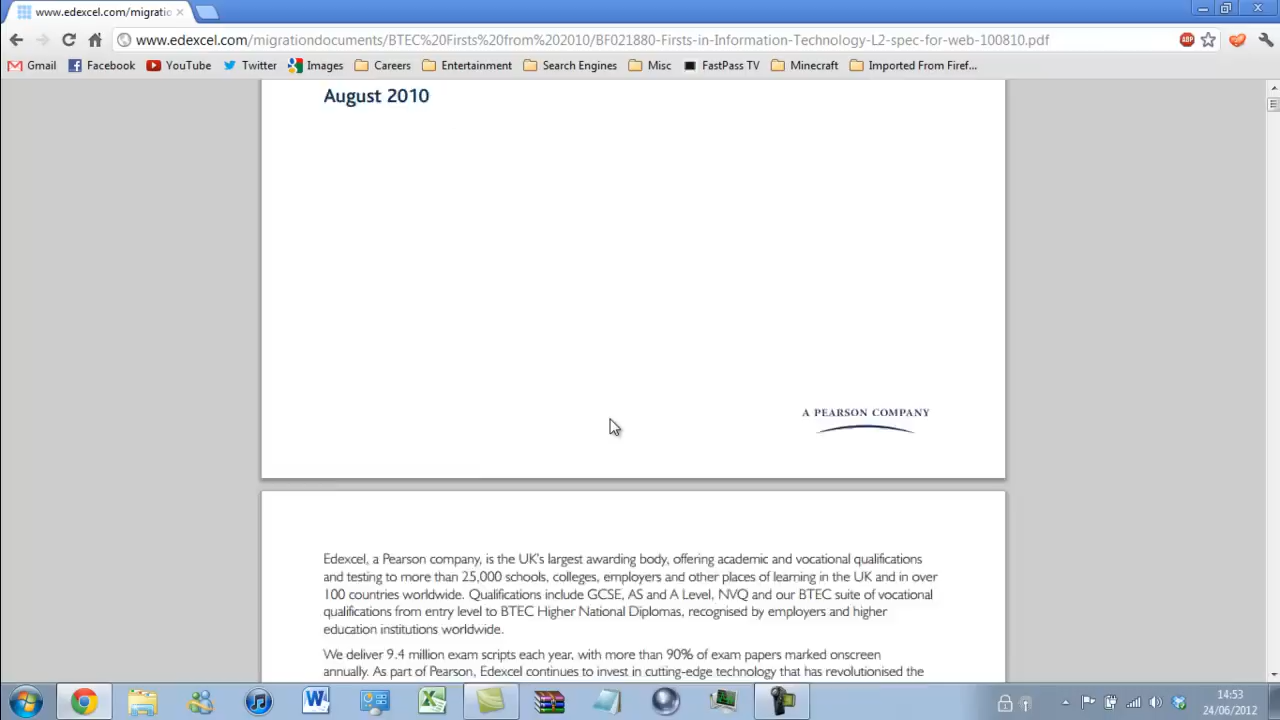 www.edexcel.com/migratio
www.edexcel.com/migrationdocuments/BTEC%20Firsts%20from%202010/BF021880-Firsts-in-Information-Technology-L2-spec-for-web-100810.pdf
ABP
Gmail Facebook YouTube Twitter Images Careers Entertainment Search Engines Misc FastPass TV Minecraft Imported From Firef...
August 2010
A PEARSON COMPANY
Edexcel, a Pearson company, is the UK's largest awarding body, offering academic and vocational qualifications
and testing to more than 25,000 schools, colleges, employers and other places of learning in the UK and in over
100 countries worldwide. Qualifications include GCSE, AS and A Level, NVQ and our BTEC suite of vocational
qualifications from entry level to BTEC Higher National Diplomas, recognised by employers and higher
education institutions worldwide.
We deliver 9.4 million exam scripts each year, with more than 90% of exam papers marked onscreen
annually. As part of Pearson, Edexcel continues to invest in cutting-edge technology that has revolutionised the
14:53
24/06/2012